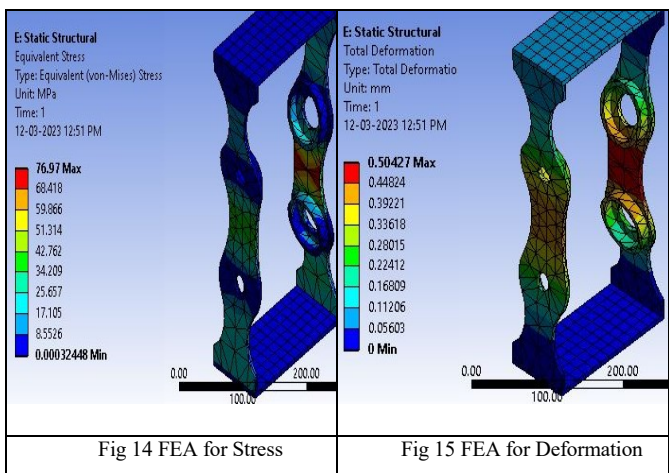 E: Static Structural
Equivalent Stress
Type: Equivalent (von-Mises) Stress
Unit: MPa
Time: 1
12-03-2023 12:51 PM
76.97 Max
68.418
59.866
51.314
42.762
34.209
25.657
17.105
8.5526
0.00032448 Min
0.00
200.00
100.00
E: Static Structural
Total Deformation
Type: Total Deformatio
Unit: mm
Time: 1
12-03-2023 12:51 PM
0.50427 Max
0.44824
0.39221
0.33618
0.28015
0.22412
0.16809
0.11206
0.05603
0 Min
0.00
200.00
100.00
Fig 14 FEA for Stress
Fig 15 FEA for Deformation